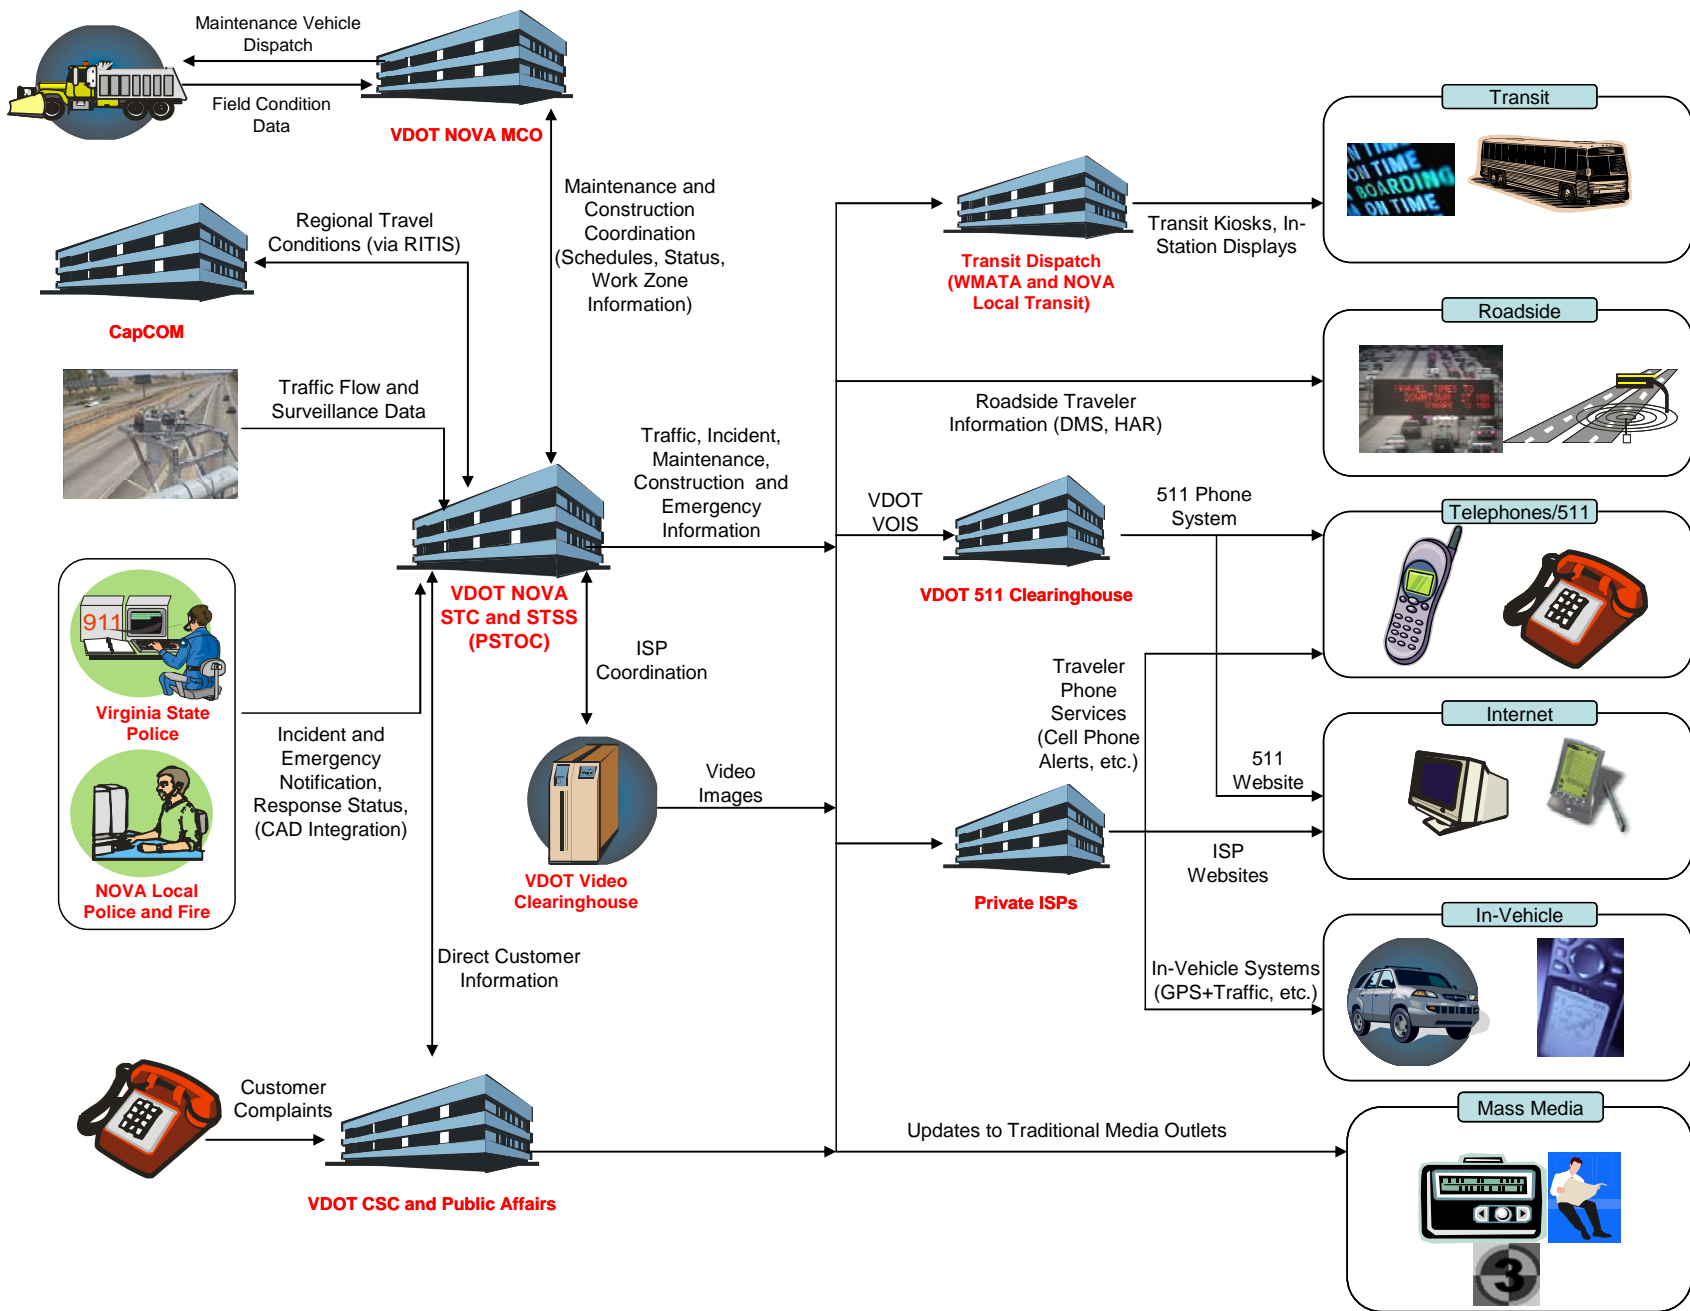 Maintenance Vehicle
Dispatch
Field Condition
Data
VDOT NOVA MCO
Regional Travel
Conditions (via RITIS)
CapCOM
Maintenance and
Construction
Coordination
(Schedules, Status,
Work Zone
Information)
Traffic Flow and
Surveillance Data
Traffic, Incident,
Maintenance,
Construction and
Emergency
Information
VDOT NOVA
STC and STSS
(PSTOC)
911
Virginia State
Police
NOVA Local
Police and Fire
Incident and
Emergency
Notification,
Response Status,
(CAD Integration)
ISP
Coordination
VDOT Video
Clearinghouse
Video
Images
Direct Customer
Information
Customer
Complaints
VDOT CSC and Public Affairs
Transit Dispatch
(WMATA and NOVA
Local Transit)
Transit Kiosks, In-
Station Displays
Roadside Traveler
Information (DMS, HAR)
VDOT
VOIS
VDOT 511 Clearinghouse
511 Phone
System
Traveler
Phone
Services
(Cell Phone
Alerts, etc.)
511
Website
Private ISPs
ISP
Websites
In-Vehicle Systems
(GPS+Traffic, etc.)
Updates to Traditional Media Outlets
Transit
ON TIME
ON TIME
BOARDING
ON TIME
Roadside
TRAVEL TIMES TO
DOWNTOWN
Telephones/511
Internet
In-Vehicle
Mass Media
3